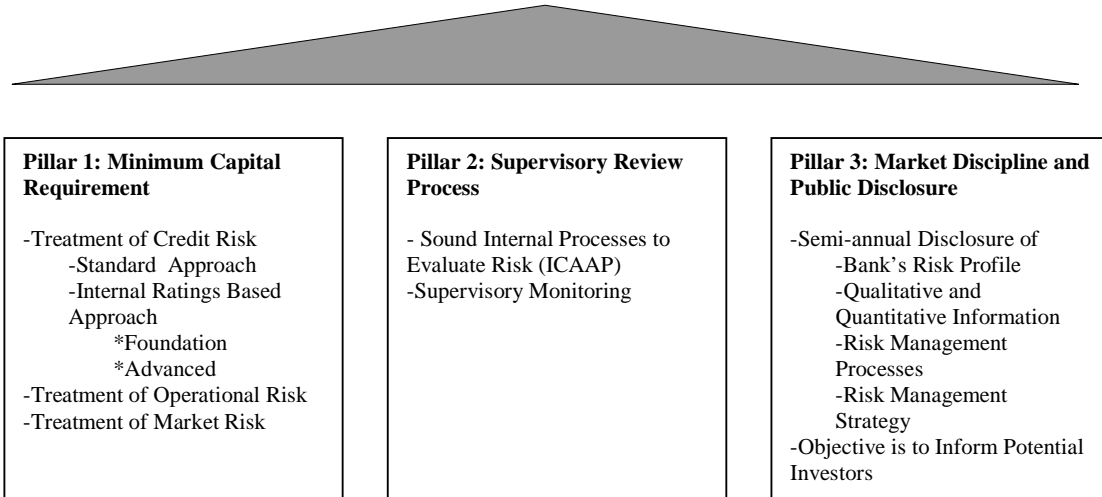 Pillar 1: Minimum Capital
Requirement
-Treatment of Credit Risk
-Standard Approach
-Internal Ratings Based
Approach
*Foundation
*Advanced
-Treatment of Operational Risk
-Treatment of Market Risk
Pillar 2: Supervisory Review
Process
- Sound Internal Processes to
Evaluate Risk (ICAAP)
-Supervisory Monitoring
Pillar 3: Market Discipline and
Public Disclosure
-Semi-annual Disclosure of
-Bank's Risk Profile
-Qualitative and
Quantitative Information
-Risk Management
Processes
-Risk Management
Strategy
-Objective is to Inform Potential
Investors